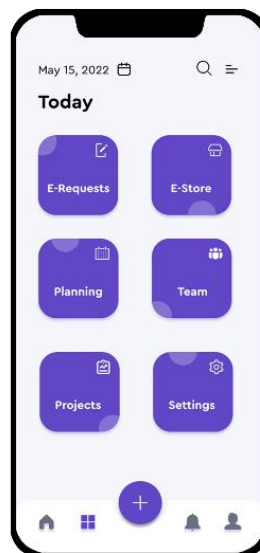 May 15, 2022
Today
E-Requests
E-Store
Planning
Team
Projects
Settings